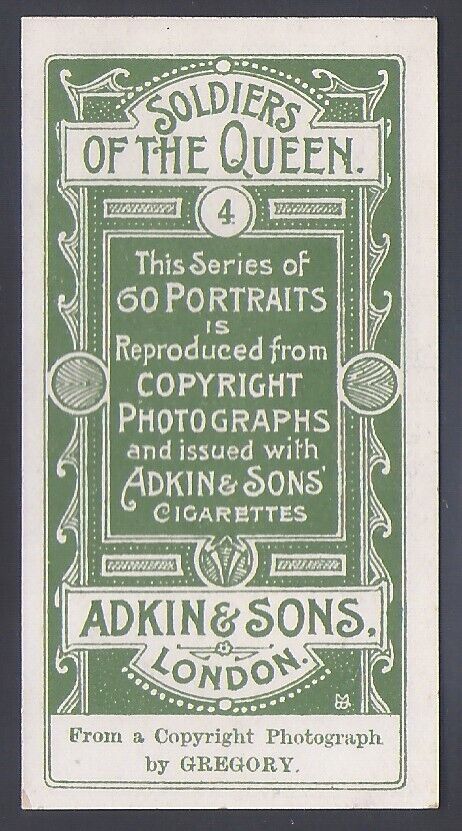 SOLDIERS
OF THE QUEEN.
4
This Series of
60 PORTRAITS
IS
Reproduced from
COPYRIGHT
PHOTOGRAPHS
and issued with
ADKIN & SONS'
CIGARETTES
ADKIN & SONS,
LONDON.
From a Copyright Photograph
by GREGORY.